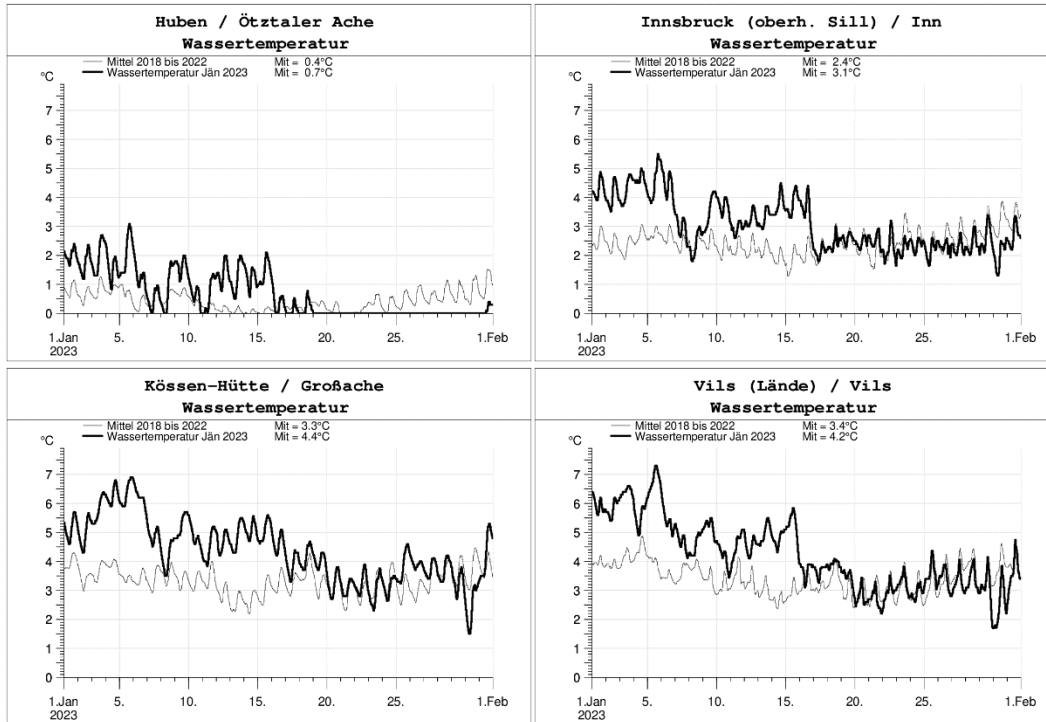 Huben / Ötztaler Ache
Wassertemperatur
°C
Mittel 2018 bis 2022 Mit = 0.4°C
Wassertemperatur Jän 2023 Mit = 0.7°C
7
6
5
4
3
2
1
0
1.Jan 5. 10. 15. 20. 25. 1.Feb
2023
Innsbruck (oberh. Sill) / Inn
Wassertemperatur
°C
Mittel 2018 bis 2022 Mit = 2.4°C
Wassertemperatur Jän 2023 Mit = 3.1°C
7
6
5
4
3
2
1
0
1.Jan 5. 10. 15. 20. 25. 1.Feb
2023
Kössen-Hütte / Großache
Wassertemperatur
°C
Mittel 2018 bis 2022 Mit = 3.3°C
Wassertemperatur Jän 2023 Mit = 4.4°C
7
6
5
4
3
2
1
0
1.Jan 5. 10. 15. 20. 25. 1.Feb
2023
Vils (Lände) / Vils
Wassertemperatur
°C
Mittel 2018 bis 2022 Mit = 3.4°C
Wassertemperatur Jän 2023 Mit = 4.2°C
7
6
5
4
3
2
1
0
1.Jan 5. 10. 15. 20. 25. 1.Feb
2023